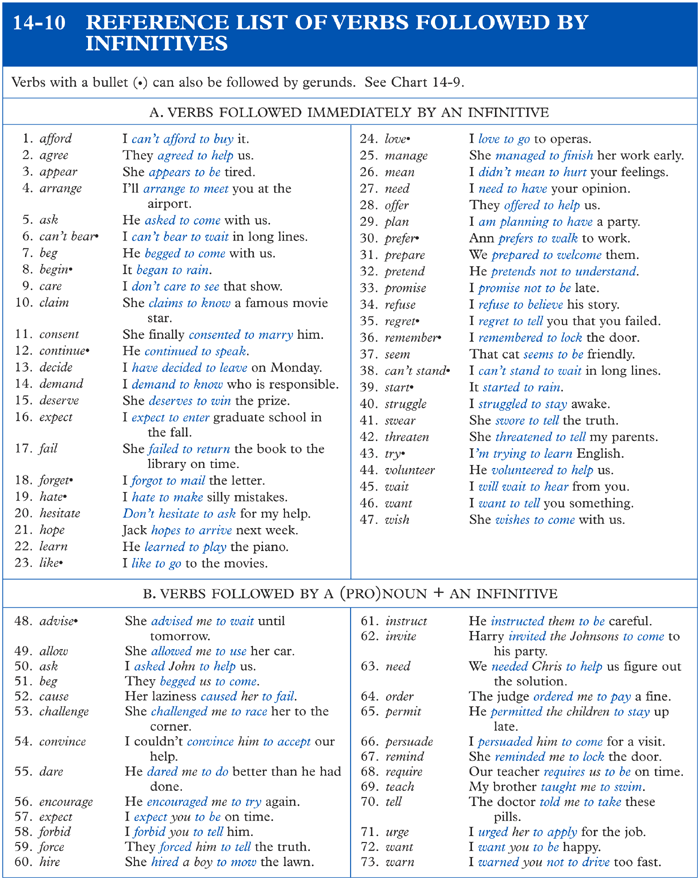 14-10 REFERENCE LIST OF VERBS FOLLOWED BY
INFINITIVES
Verbs with a bullet (•) can also be followed by gerunds. See Chart 14-9.
A. VERBS FOLLOWED IMMEDIATELY BY AN INFINITIVE
1. afford I can't afford to buy it.
2. agree They agreed to help us.
3. appear She appears to be tired.
4. arrange I'll arrange to meet you at the
airport.
5. ask He asked to come with us.
6. can't bear• I can't bear to wait in long lines.
7. beg He begged to come with us.
8. begin• It began to rain.
9. care I don't care to see that show.
10. claim She claims to know a famous movie
star.
11. consent She finally consented to marry him.
12. continue• He continued to speak.
13. decide I have decided to leave on Monday.
14. demand I demand to know who is responsible.
15. deserve She deserves to win the prize.
16. expect I expect to enter graduate school in
the fall.
17. fail She failed to return the book to the
library on time.
18. forget• I forgot to mail the letter.
19. hate• I hate to make silly mistakes.
20. hesitate Don't hesitate to ask for my help.
21. hope Jack hopes to arrive next week.
22. learn He learned to play the piano.
23. like• I like to go to the movies.
24. love• I love to go to operas.
25. manage She managed to finish her work early.
26. mean I didn't mean to hurt your feelings.
27. need I need to have your opinion.
28. offer They offered to help us.
29. plan I am planning to have a party.
30. prefer• Ann prefers to walk to work.
31. prepare We prepared to welcome them.
32. pretend He pretends not to understand.
33. promise I promise not to be late.
34. refuse I refuse to believe his story.
35. regret• I regret to tell you that you failed.
36. remember• I remembered to lock the door.
37. seem That cat seems to be friendly.
38. can't stand• I can't stand to wait in long lines.
39. start• It started to rain.
40. struggle I struggled to stay awake.
41. swear She swore to tell the truth.
42. threaten She threatened to tell my parents.
43. try• I'm trying to learn English.
44. volunteer He volunteered to help us.
45. wait I will wait to hear from you.
46. want I want to tell you something.
47. wish She wishes to come with us.
B. VERBS FOLLOWED BY A (PRO)NOUN + AN INFINITIVE
48. advise• She advised me to wait until
tomorrow.
49. allow She allowed me to use her car.
50. ask I asked John to help us.
51. beg They begged us to come.
52. cause Her laziness caused her to fail.
53. challenge She challenged me to race her to the
corner.
54. convince I couldn't convince him to accept our
help.
55. dare He dared me to do better than he had
done.
56. encourage He encouraged me to try again.
57. expect I expect you to be on time.
58. forbid I forbid you to tell him.
59. force They forced him to tell the truth.
60. hire She hired a boy to mow the lawn.
61. instruct He instructed them to be careful.
62. invite Harry invited the Johnsons to come to
his party.
63. need We needed Chris to help us figure out
the solution.
64. order The judge ordered me to pay a fine.
65. permit He permitted the children to stay up
late.
66. persuade I persuaded him to come for a visit.
67. remind She reminded me to lock the door.
68. require Our teacher requires us to be on time.
69. teach My brother taught me to swim.
70. tell The doctor told me to take these
pills.
71. urge I urged her to apply for the job.
72. want I want you to be happy.
73. warn I warned you not to drive too fast.